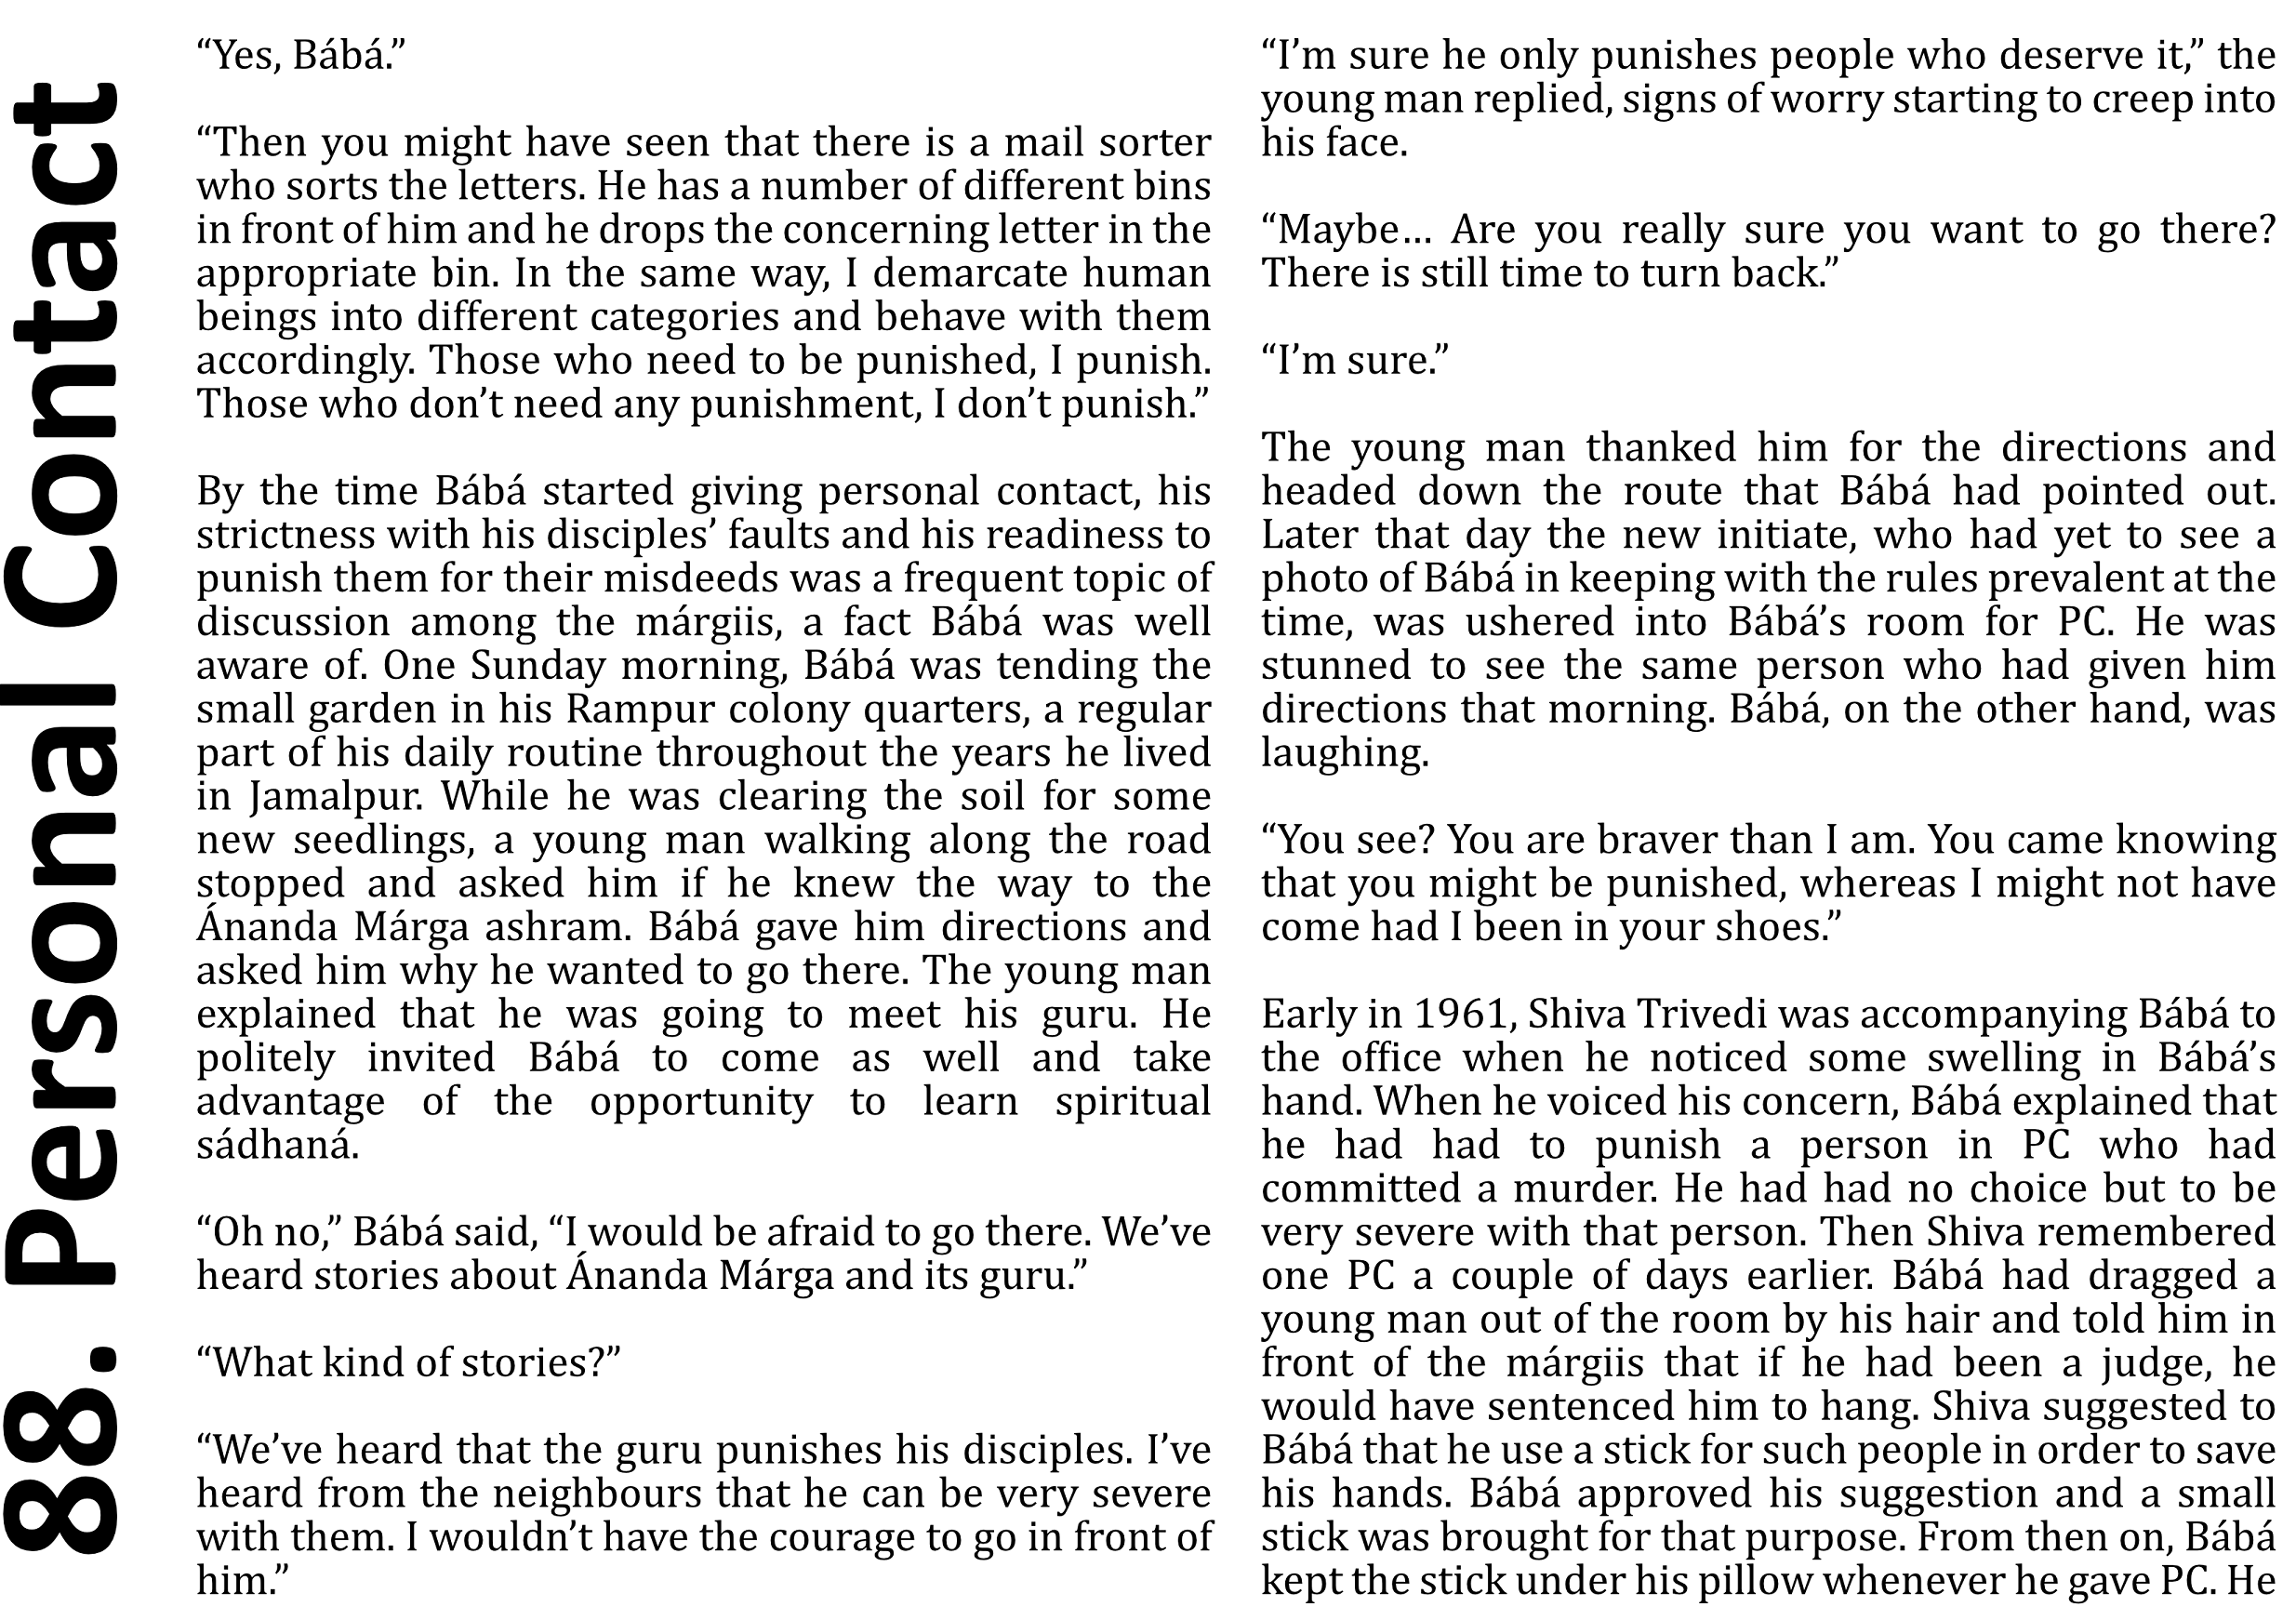 88. Personal Contact
“Yes, Bábá.”
“Then you might have seen that there is a mail sorter
who sorts the letters. He has a number of different bins
in front of him and he drops the concerning letter in the
appropriate bin. In the same way, I demarcate human
beings into different categories and behave with them
accordingly. Those who need to be punished, I punish.
Those who don’t need any punishment, I don’t punish.”
By the time Bábá started giving personal contact, his
strictness with his disciples’ faults and his readiness to
punish them for their misdeeds was a frequent topic of
discussion among the márgiis, a fact Bábá was well
aware of. One Sunday morning, Bábá was tending the
small garden in his Rampur colony quarters, a regular
part of his daily routine throughout the years he lived
in Jamalpur. While he was clearing the soil for some
new seedlings, a young man walking along the road
stopped and asked him if he knew the way to the
Ánanda Márga ashram. Bábá gave him directions and
asked him why he wanted to go there. The young man
explained that he was going to meet his guru. He
politely invited Bábá to come as well and take
advantage of the opportunity to learn spiritual
sádhaná.
“Oh no,” Bábá said, “I would be afraid to go there. We’ve
heard stories about Ánanda Márga and its guru.”
“What kind of stories?”
“We’ve heard that the guru punishes his disciples. I’ve
heard from the neighbours that he can be very severe
with them. I wouldn’t have the courage to go in front of
him.”
“I’m sure he only punishes people who deserve it,” the
young man replied, signs of worry starting to creep into
his face.
“Maybe… Are you really sure you want to go there?
There is still time to turn back.”
“I’m sure.”
The young man thanked him for the directions and
headed down the route that Bábá had pointed out.
Later that day the new initiate, who had yet to see a
photo of Bábá in keeping with the rules prevalent at the
time, was ushered into Bábá’s room for PC. He was
stunned to see the same person who had given him
directions that morning. Bábá, on the other hand, was
laughing.
“You see? You are braver than I am. You came knowing
that you might be punished, whereas I might not have
come had I been in your shoes.”
Early in 1961, Shiva Trivedi was accompanying Bábá to
the office when he noticed some swelling in Bábá’s
hand. When he voiced his concern, Bábá explained that
he had had to punish a person in PC who had
committed a murder. He had had no choice but to be
very severe with that person. Then Shiva remembered
one PC a couple of days earlier. Bábá had dragged a
young man out of the room by his hair and told him in
front of the márgiis that if he had been a judge, he
would have sentenced him to hang. Shiva suggested to
Bábá that he use a stick for such people in order to save
his hands. Bábá approved his suggestion and a small
stick was brought for that purpose. From then on, Bábá
kept the stick under his pillow whenever he gave PC. He